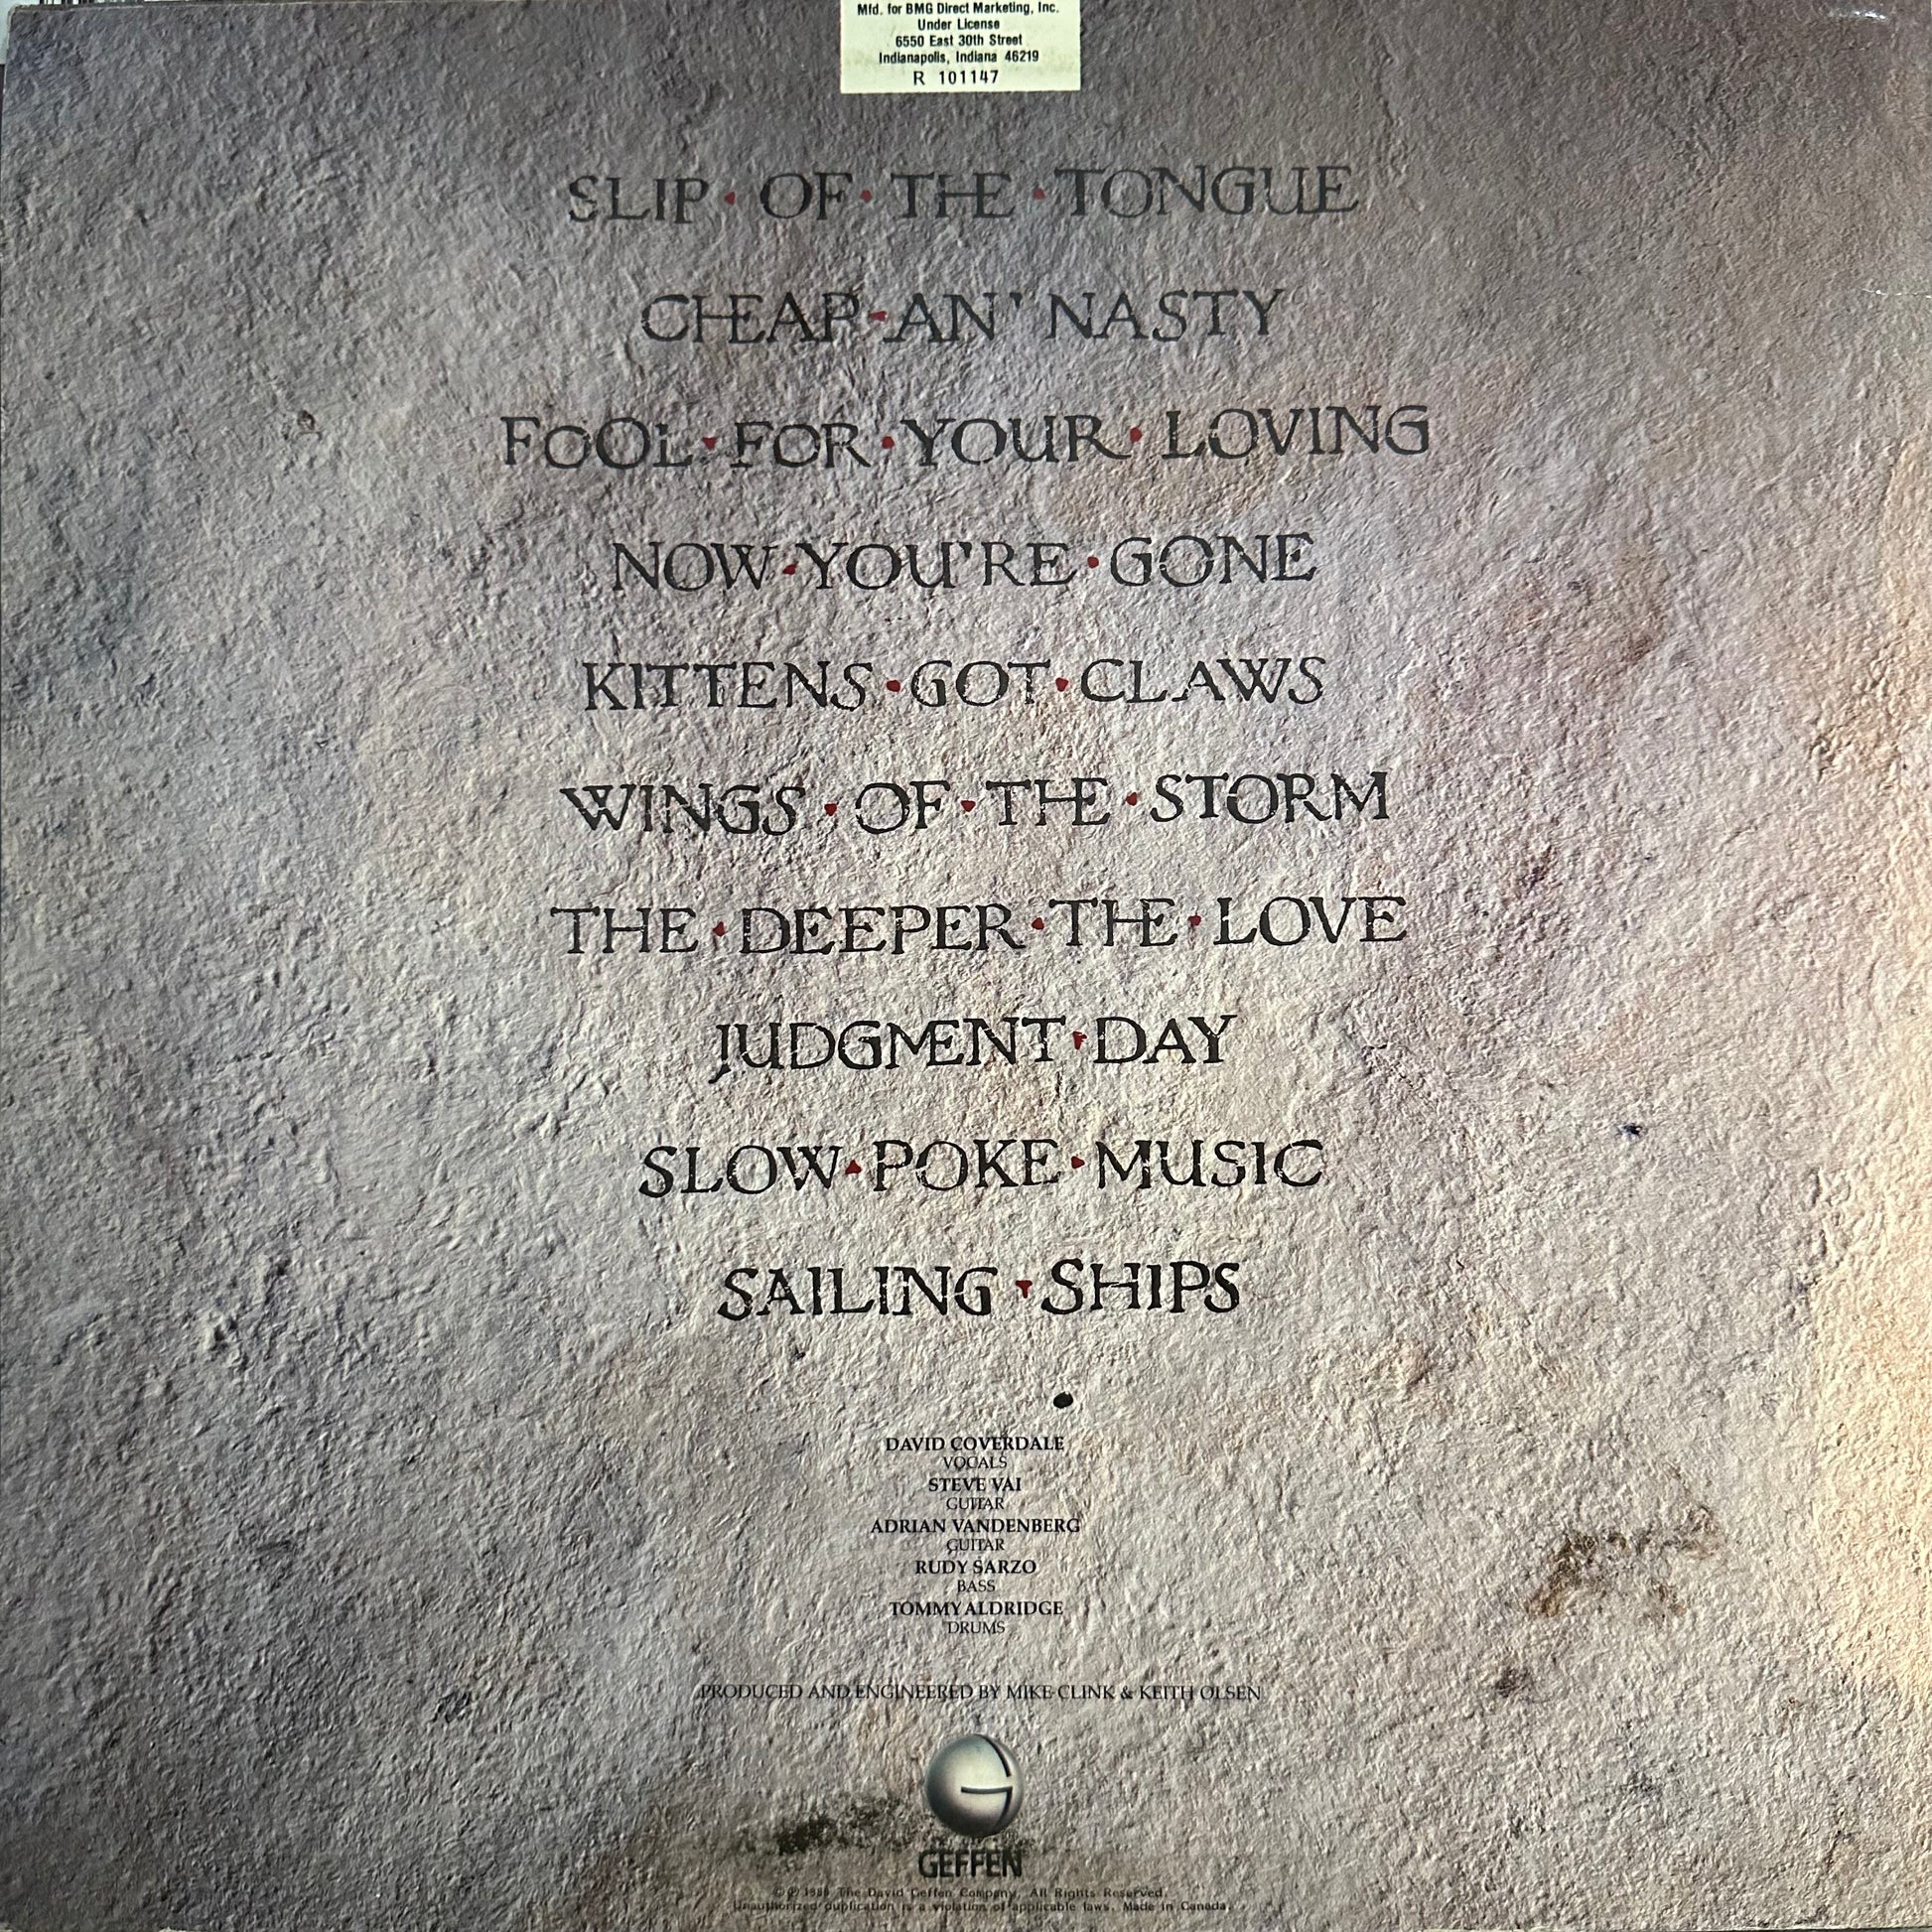 Mfd. for BMG Direct Marketing, Inc.
Under License
6550 East 30th Street
Indianapolis, Indiana 46219
R 101147
SLIP • OF • THE • TONGUE
CHEAP • AN' NASTY
FOOL • FOR • YOUR • LOVING
NOW • YOU'RE • GONE
KITTENS • GOT • CLAWS
WINGS • OF • THE • STORM
THE • DEEPER • THE • LOVE
JUDGMENT • DAY
SLOW • POKE • MUSIC
SAILING • SHIPS
•
DAVID COVERDALE
VOCALS
STEVE VAI
GUITAR
ADRIAN VANDENBERG
GUITAR
RUDY SARZO
BASS
TOMMY ALDRIDGE
DRUMS
PRODUCED AND ENGINEERED BY MIKE CLINK & KEITH OLSEN
GEFFEN
© ℗ 1989 The David Geffen Company. All Rights Reserved.
Unauthorized duplication is a violation of applicable laws. Made in Canada.